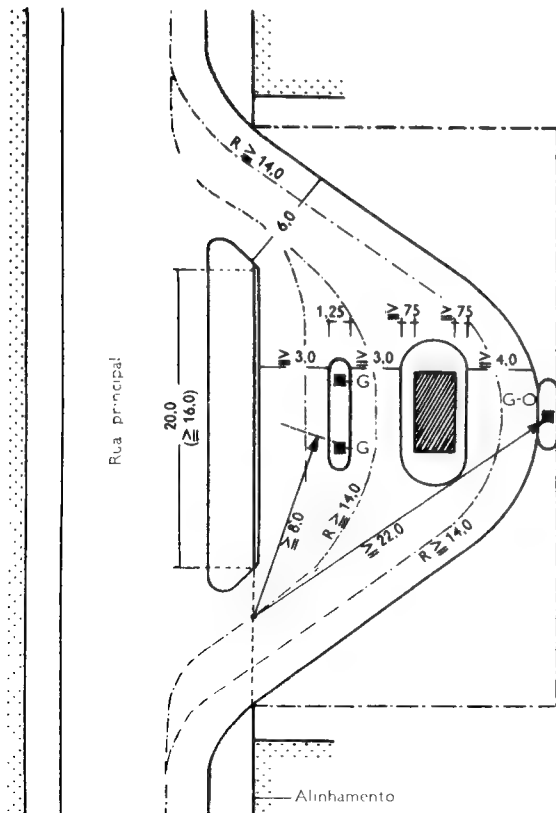 R ≧ 14,0
6,0
1,25
≧ 75
≧ 75
≧ 3,0
≧ 3,0
≧ 4,0
G
G-O
G
Rua principal
20.0
(≧ 16,0)
≧ 8,0
R ≧ 14,0
≧ 22,0
R ≧ 14,0
Alinhamento